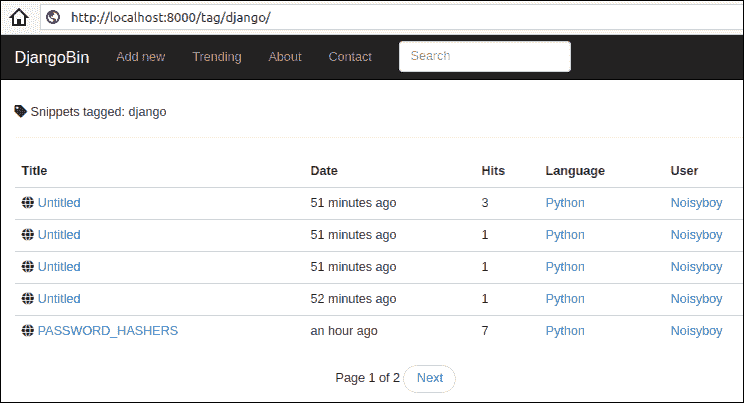 http://localhost:8000/tag/django/
DjangoBin Add new Trending About Contact Search
Snippets tagged: django
Title Date Hits Language User
Untitled 51 minutes ago 3 Python Noisyboy
Untitled 51 minutes ago 1 Python Noisyboy
Untitled 51 minutes ago 1 Python Noisyboy
Untitled 52 minutes ago 1 Python Noisyboy
PASSWORD_HASHERS an hour ago 7 Python Noisyboy
Page 1 of 2 Next